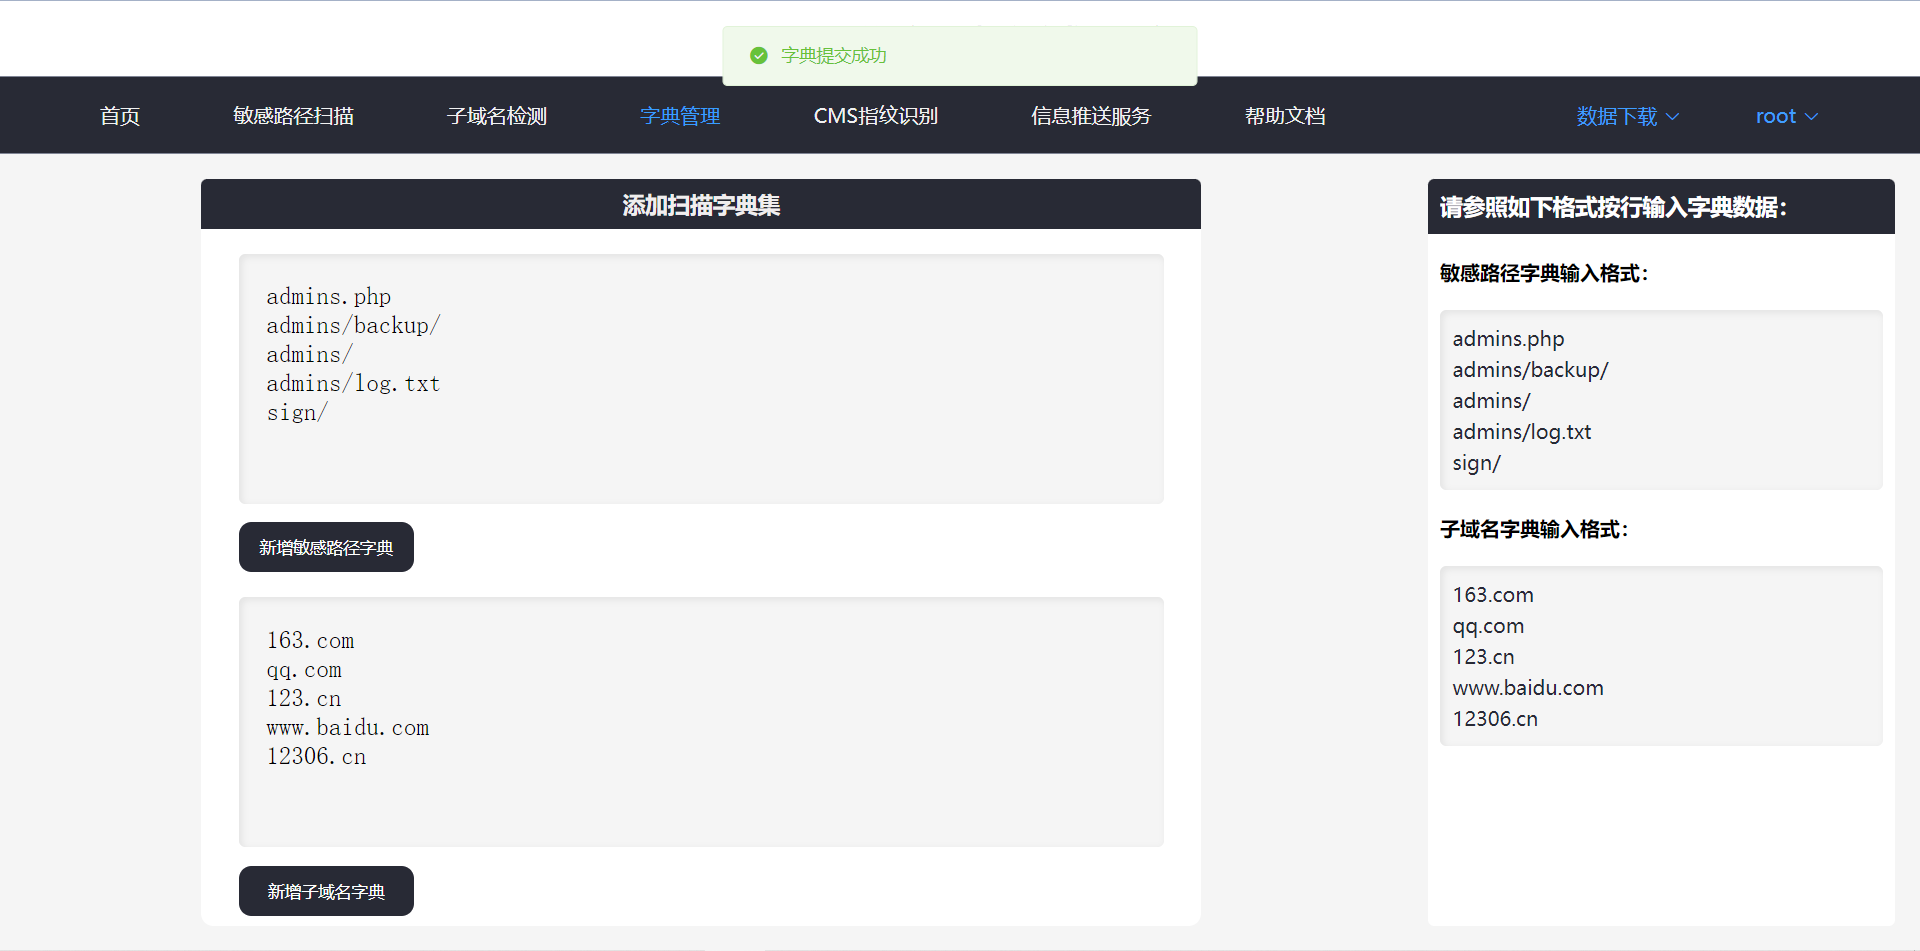 字典提交成功
首页 敏感路径扫描 子域名检测 字典管理 CMS指纹识别 信息推送服务 帮助文档 数据下载 root
添加扫描字典集
admins.php
admins/backup/
admins/
admins/log.txt
sign/
新增敏感路径字典
163.com
qq.com
123.cn
www.baidu.com
12306.cn
新增子域名字典
请参照如下格式按行输入字典数据：
敏感路径字典输入格式：
admins.php
admins/backup/
admins/
admins/log.txt
sign/
子域名字典输入格式：
163.com
qq.com
123.cn
www.baidu.com
12306.cn